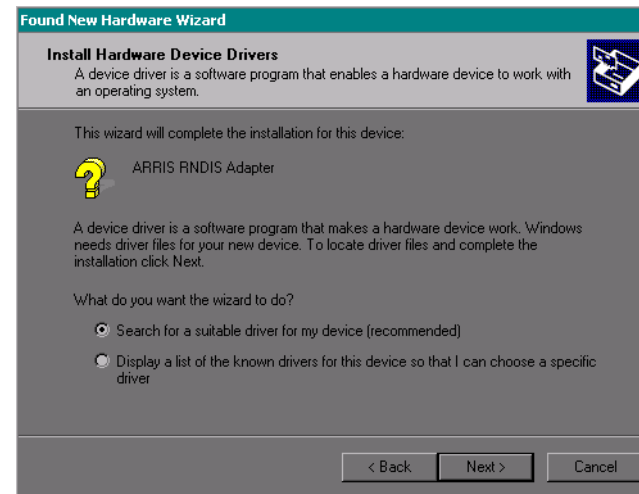 Found New Hardware Wizard
Install Hardware Device Drivers
A device driver is a software program that enables a hardware device to work with
an operating system.
This wizard will complete the installation for this device:
ARRIS RNDIS Adapter
A device driver is a software program that makes a hardware device work. Windows
needs driver files for your new device. To locate driver files and complete the
installation click Next.
What do you want the wizard to do?
Search for a suitable driver for my device (recommended)
Display a list of the known drivers for this device so that I can choose a specific
driver
< Back Next > Cancel